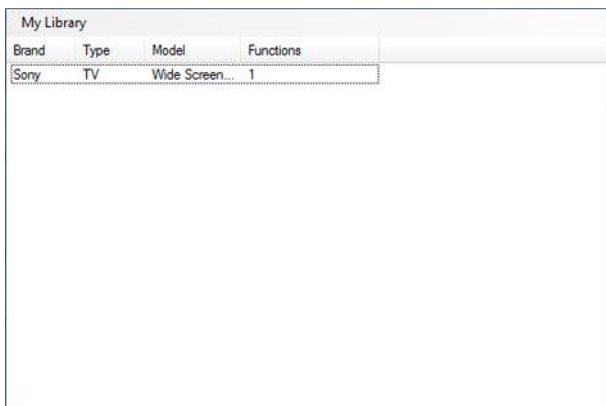 My Library
Brand Type Model Functions
Sony TV Wide Screen... 1